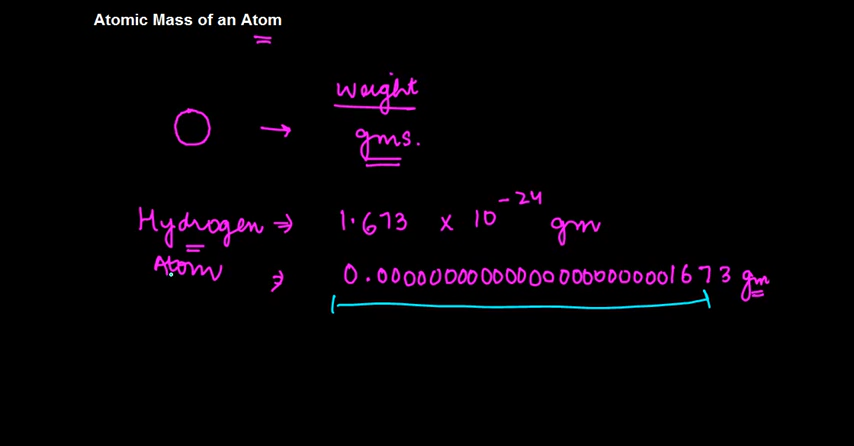 Atomic Mass of an Atom
weight
→ gms.
Hydrogen ⇒ 1.673 x 10⁻²⁴ gm
Atom ⇒ 0.000000000000000000000001673 gm